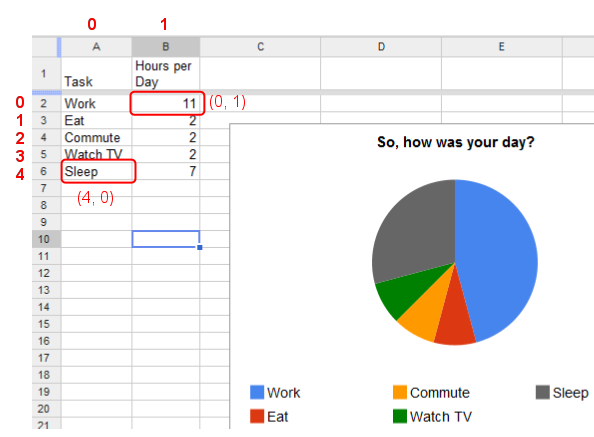 0 1
A B C D E
1 Task Hours per Day
0 2 Work 11 (0, 1)
1 3 Eat 2
2 4 Commute 2
3 5 Watch TV 2
4 6 Sleep 7
(4, 0)
7
8
9
10
11
12
13
14
15
16
17
18
19
20
21
So, how was your day?
Work Commute Sleep
Eat Watch TV